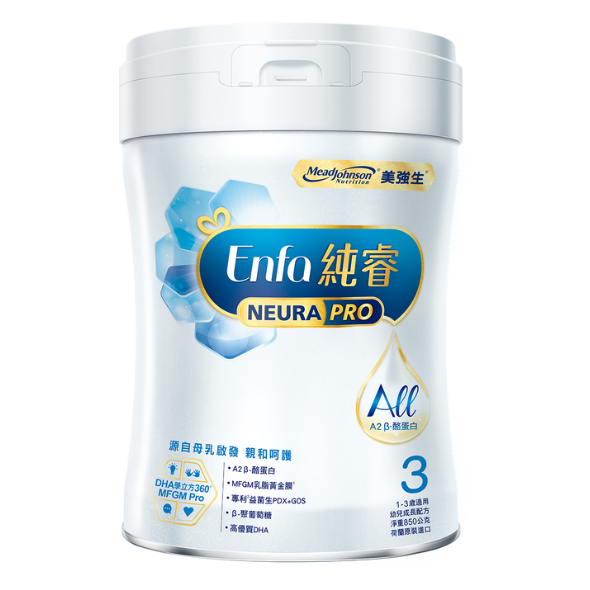 MeadJohnson® 美強生®
Nutrition
Enfa 純睿
NEURA PRO
All
A2 β-酪蛋白
源自母乳啟發 親和呵護
DHA學立方360°
MFGM Pro
• A2 β-酪蛋白
• MFGM乳脂黃金膜†
• 專利‡益菌生PDX+GOS
• β-聚葡萄糖
• 高優質DHA
3
1-3歲適用
幼兒成長配方
淨重850公克
荷蘭原裝進口